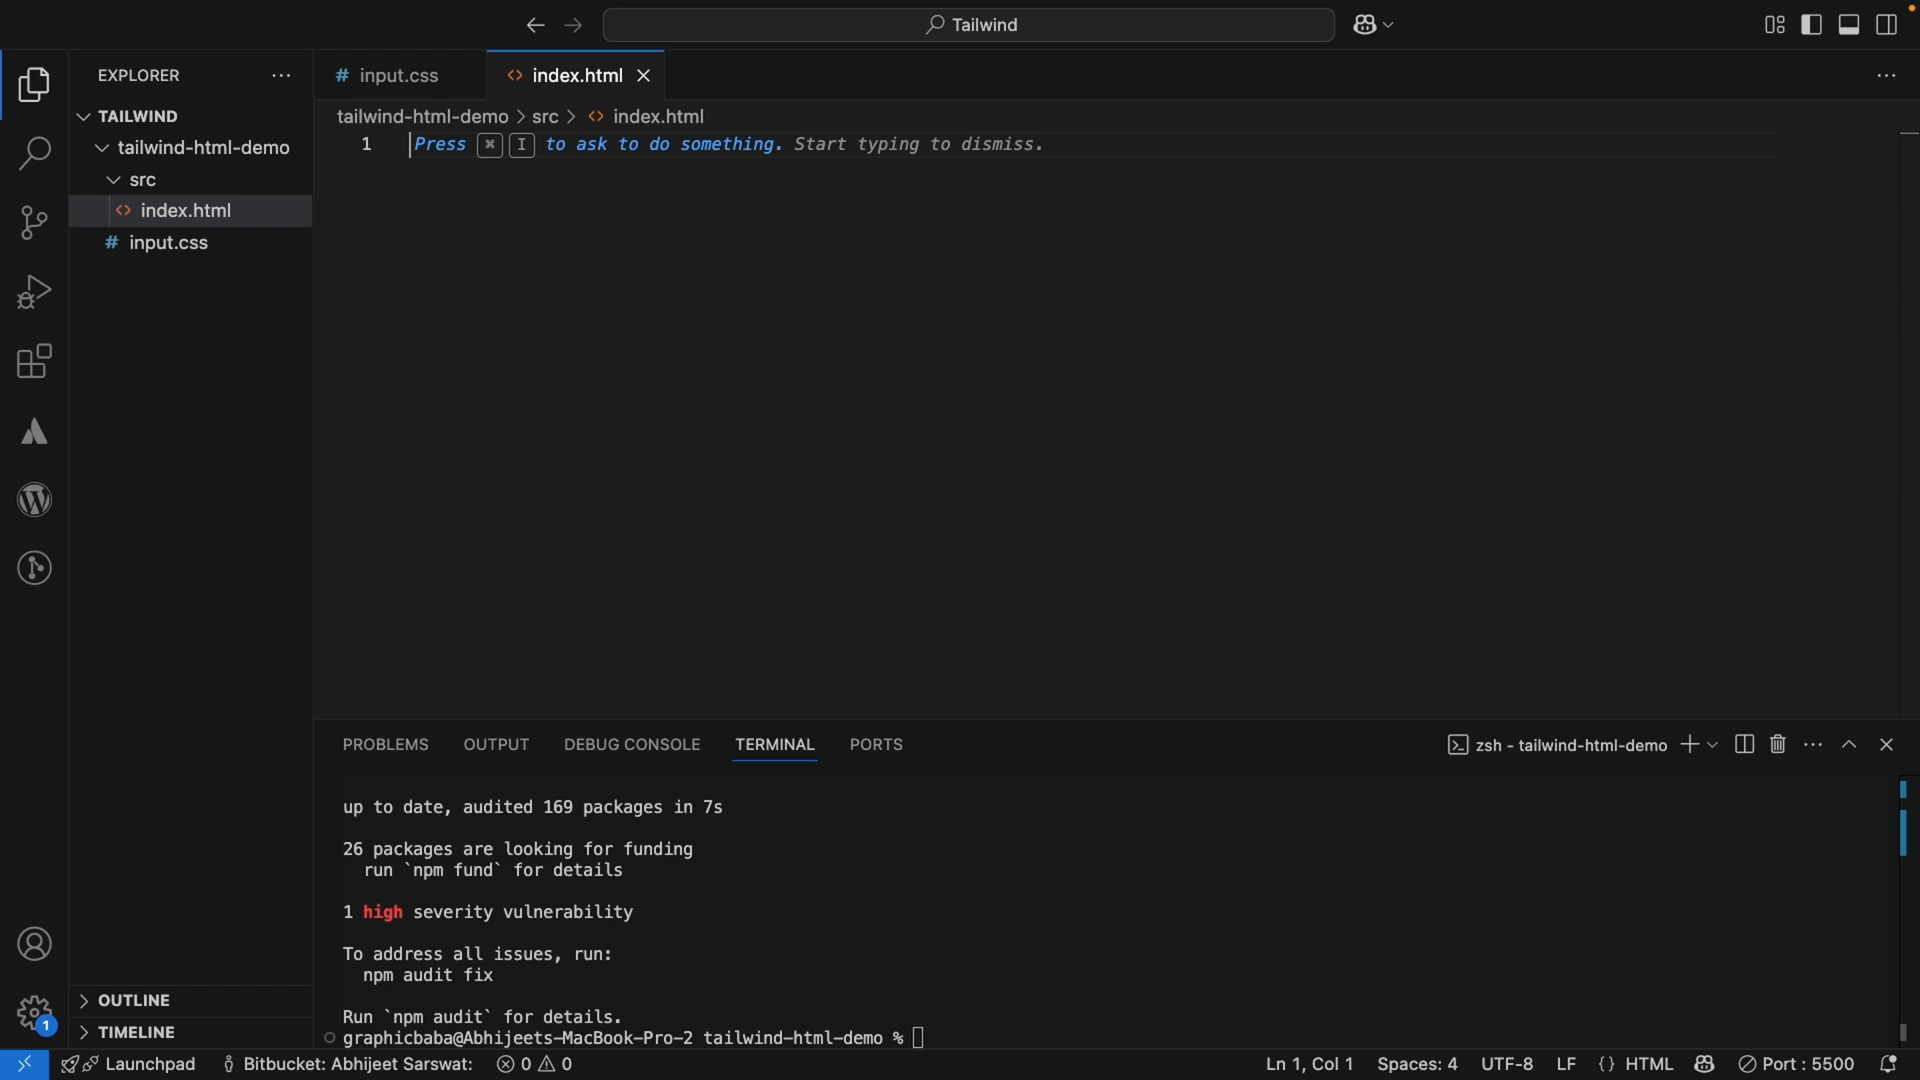 Tailwind
EXPLORER
TAILWIND
tailwind-html-demo
src
index.html
input.css
OUTLINE
TIMELINE
# input.css
<> index.html
tailwind-html-demo > src > <> index.html
1 Press ⌘ I to ask to do something. Start typing to dismiss.
PROBLEMS OUTPUT DEBUG CONSOLE TERMINAL PORTS
zsh - tailwind-html-demo
up to date, audited 169 packages in 7s
26 packages are looking for funding
run `npm fund` for details
1 high severity vulnerability
To address all issues, run:
npm audit fix
Run `npm audit` for details.
graphicbaba@Abhijeets-MacBook-Pro-2 tailwind-html-demo %
1
Launchpad Bitbucket: Abhijeet Sarswat: 0 0 Ln 1, Col 1 Spaces: 4 UTF-8 LF {} HTML Port : 5500